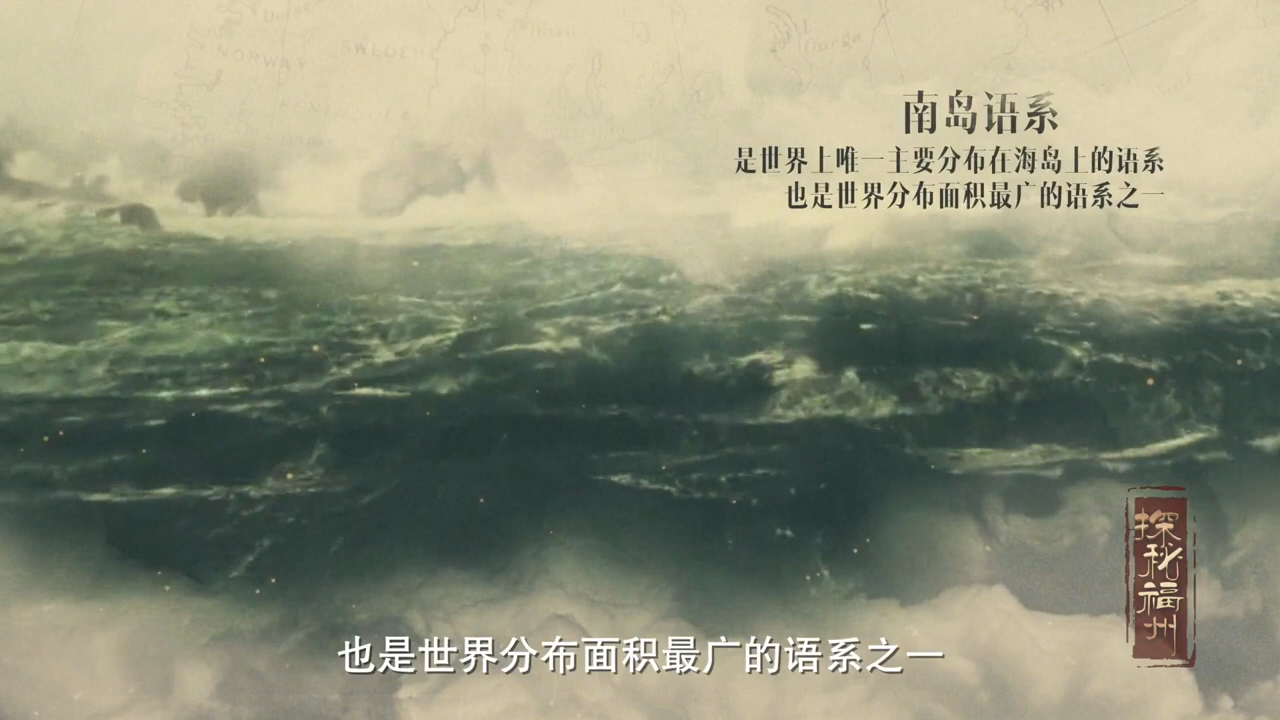 NORWAY
SWEDEN
南岛语系
是世界上唯一主要分布在海岛上的语系
也是世界分布面积最广的语系之一
探秘福州
也是世界分布面积最广的语系之一